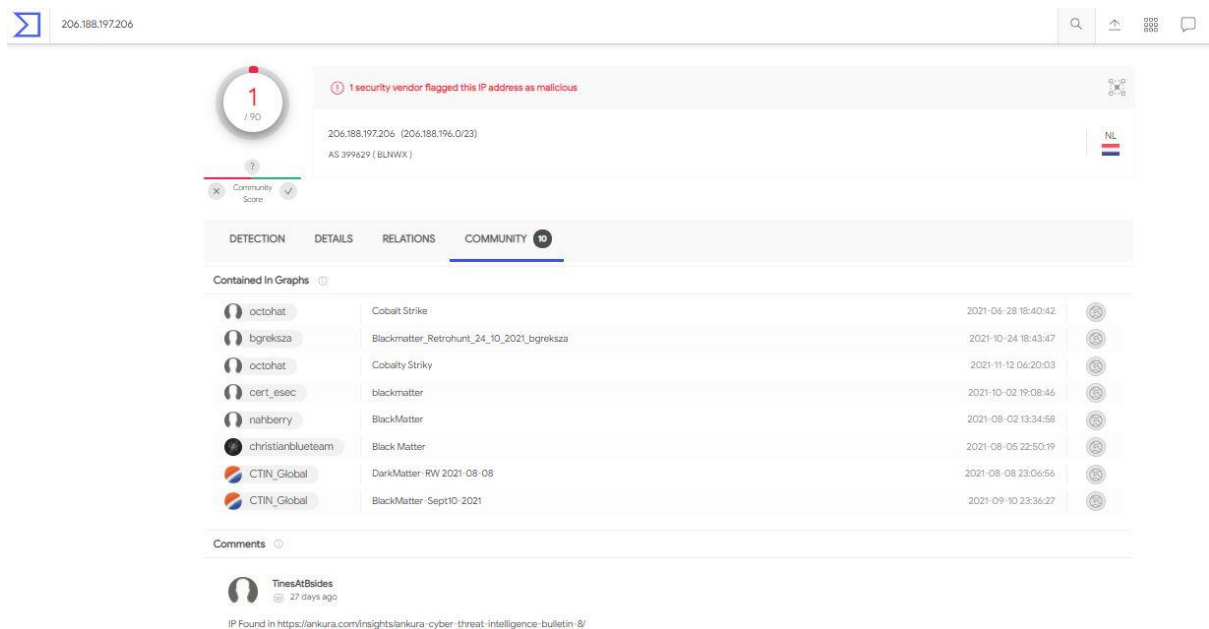 206.188.197.206
1
/ 90
?
Community
Score
1 security vendor flagged this IP address as malicious
206.188.197.206 (206.188.196.0/23)
AS 399629 ( BLNWX )
NL
DETECTION DETAILS RELATIONS COMMUNITY 10
Contained In Graphs
octohat Cobalt Strike 2021-06-28 18:40:42
bgreksza Blackmatter_Retrohunt_24_10_2021_bgreksza 2021-10-24 18:43:47
octohat Cobalty Striky 2021-11-12 06:20:03
cert_esec blackmatter 2021-10-02 19:08:46
nahberry BlackMatter 2021-08-02 13:34:58
christianblueteam Black Matter 2021-08-05 22:50:19
CTIN_Global DarkMatter-RW 2021-08-08 2021-08-08 23:06:56
CTIN_Global BlackMatter-Sept10-2021 2021-09-10 23:36:27
Comments
TinesAtBsides
27 days ago
IP Found in https://ankura.com/insights/ankura-cyber-threat-intelligence-bulletin-8/